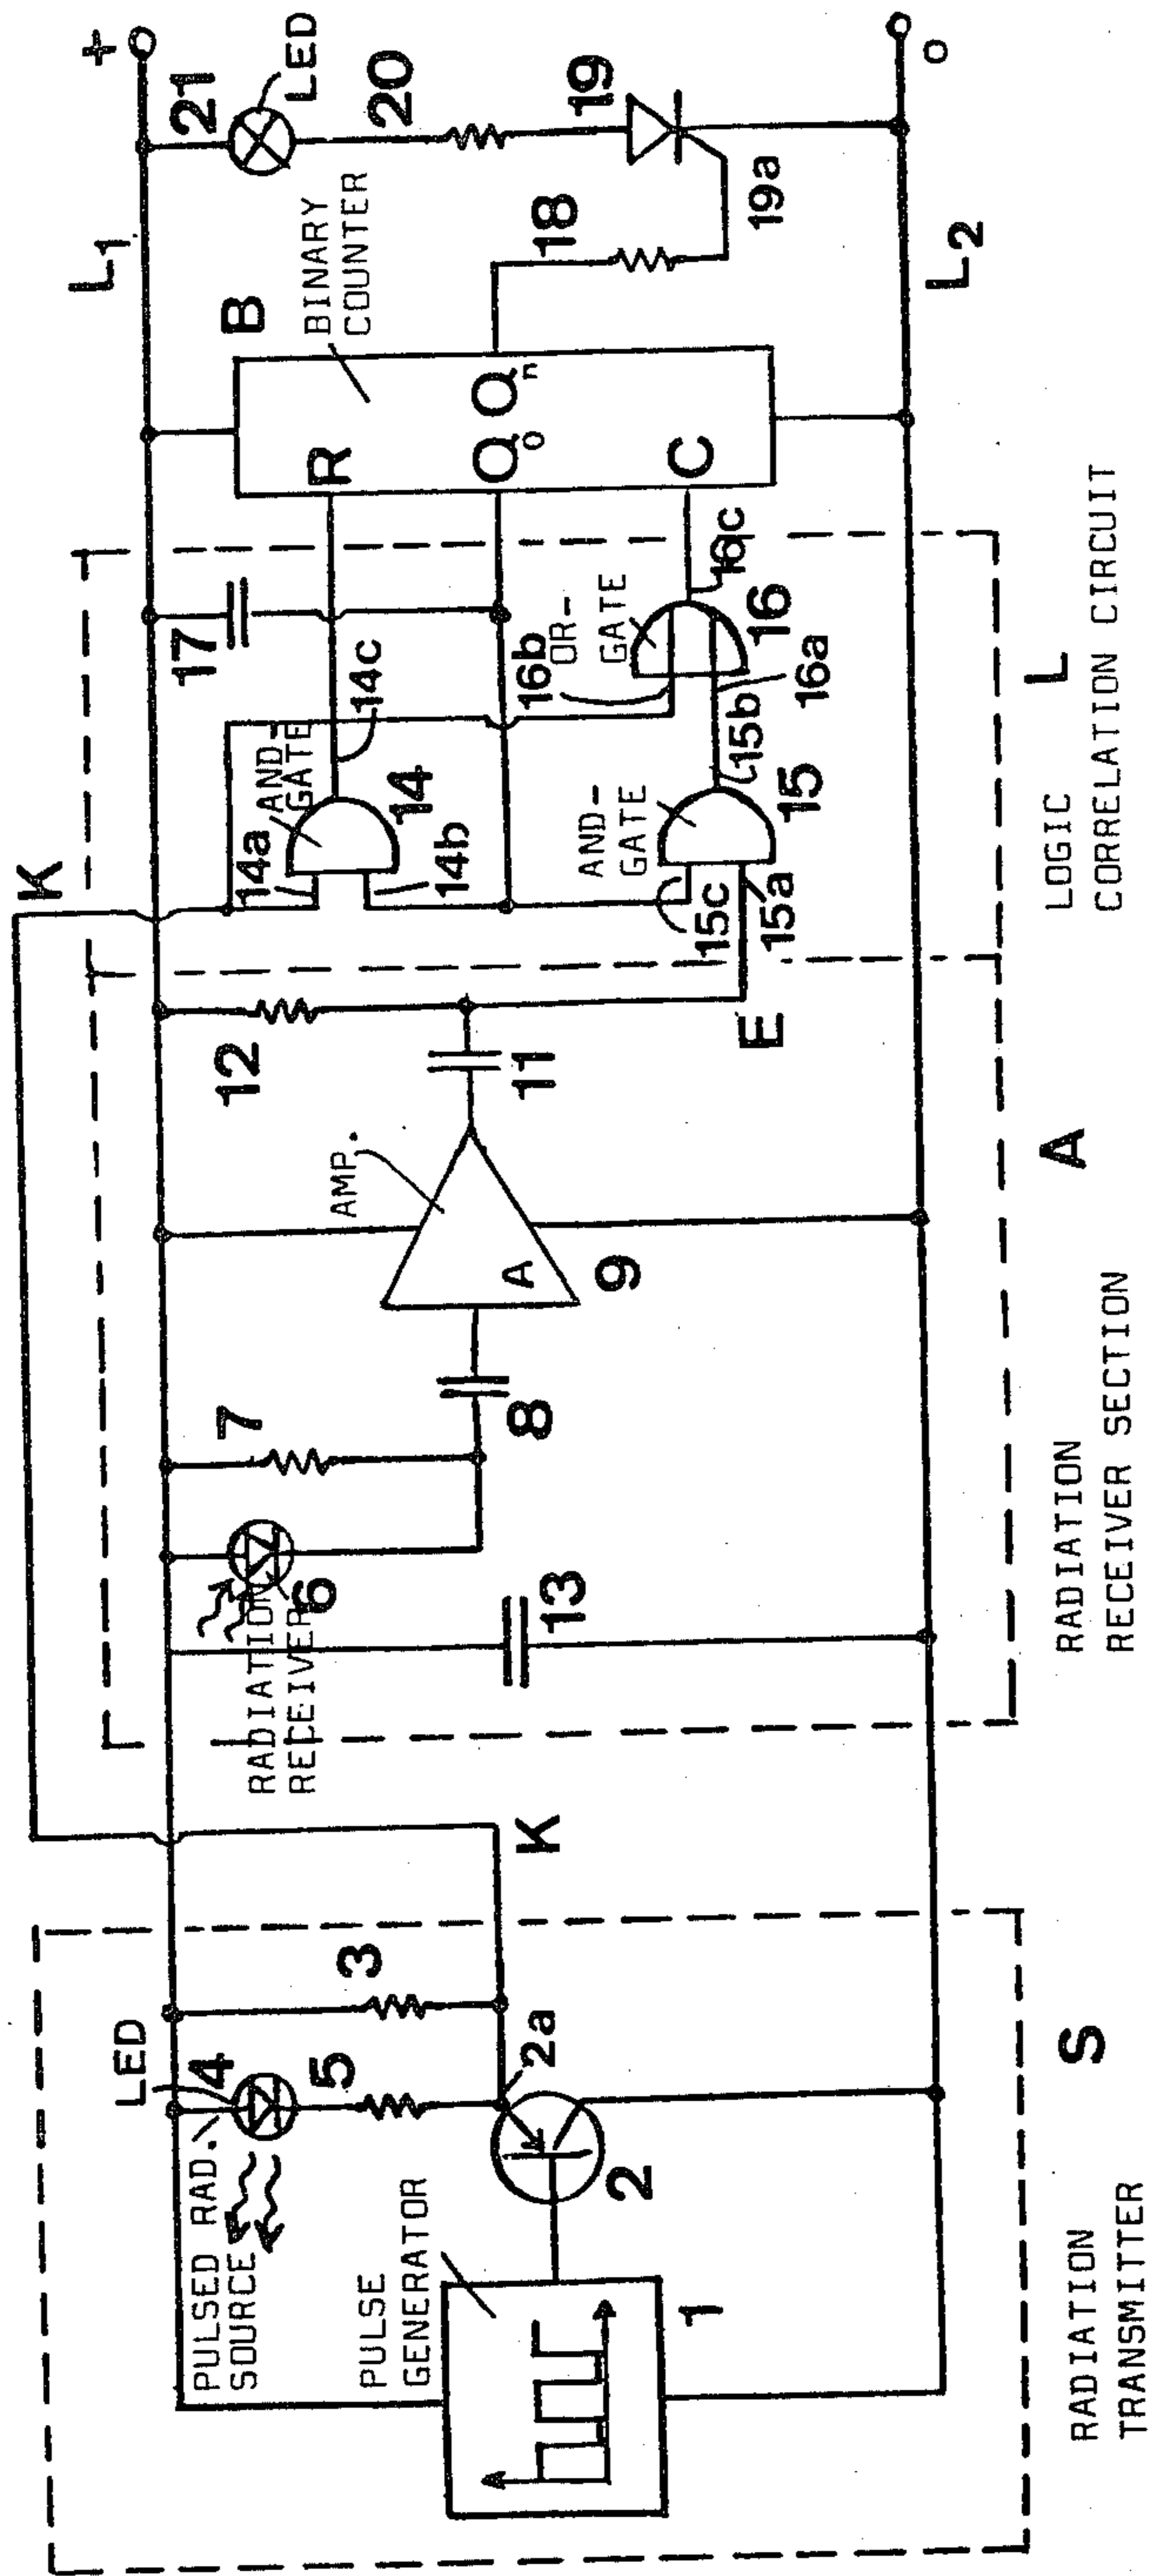 K
L1
+
LED
4
PULSED RAD.
SOURCE
5
3
2a
2
K
PULSE
GENERATOR
1
RADIATION
TRANSMITTER
S
6
RADIATION
RECEIVER
7
8
13
AMP.
A
9
11
12
E
RADIATION
RECEIVER SECTION
A
14a
AND-
GATE
14
14b
14c
17
AND-
GATE
15c
15a
15
15b
16b
OR-
GATE
16
16a
16c
LOGIC
CORRELATION CIRCUIT
L
B
BINARY
COUNTER
R
Qo Qn
C
18
21
LED
20
19
19a
L2
o